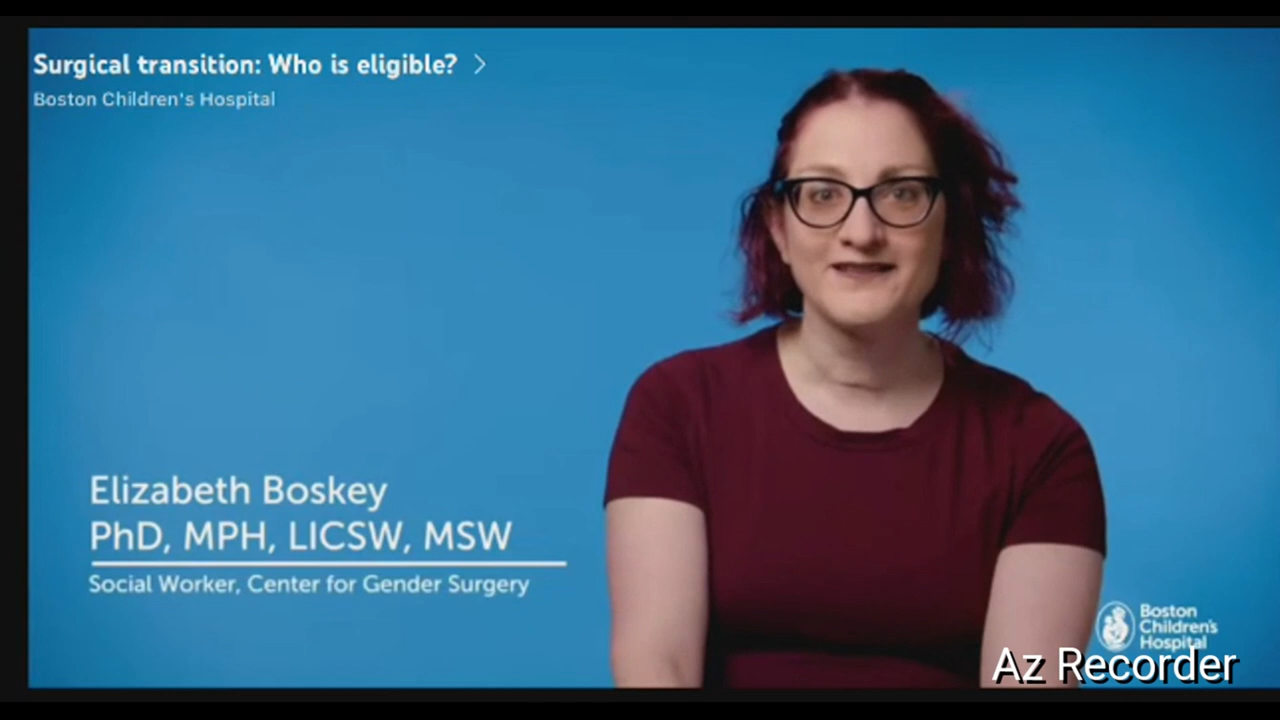 Surgical transition: Who is eligible? >
Boston Children's Hospital
Elizabeth Boskey
PhD, MPH, LICSW, MSW
Social Worker, Center for Gender Surgery
Boston
Children's
Hospital
Az Recorder